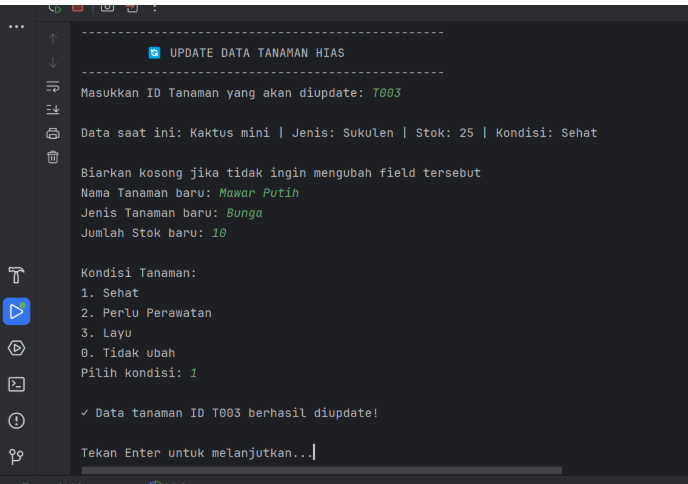 --------------------------------------------------
🔄 UPDATE DATA TANAMAN HIAS
--------------------------------------------------
Masukkan ID Tanaman yang akan diupdate: T003
Data saat ini: Kaktus mini | Jenis: Sukulen | Stok: 25 | Kondisi: Sehat
Biarkan kosong jika tidak ingin mengubah field tersebut
Nama Tanaman baru: Mawar Putih
Jenis Tanaman baru: Bunga
Jumlah Stok baru: 10
Kondisi Tanaman:
1. Sehat
2. Perlu Perawatan
3. Layu
0. Tidak ubah
Pilih kondisi: 1
✓ Data tanaman ID T003 berhasil diupdate!
Tekan Enter untuk melanjutkan...